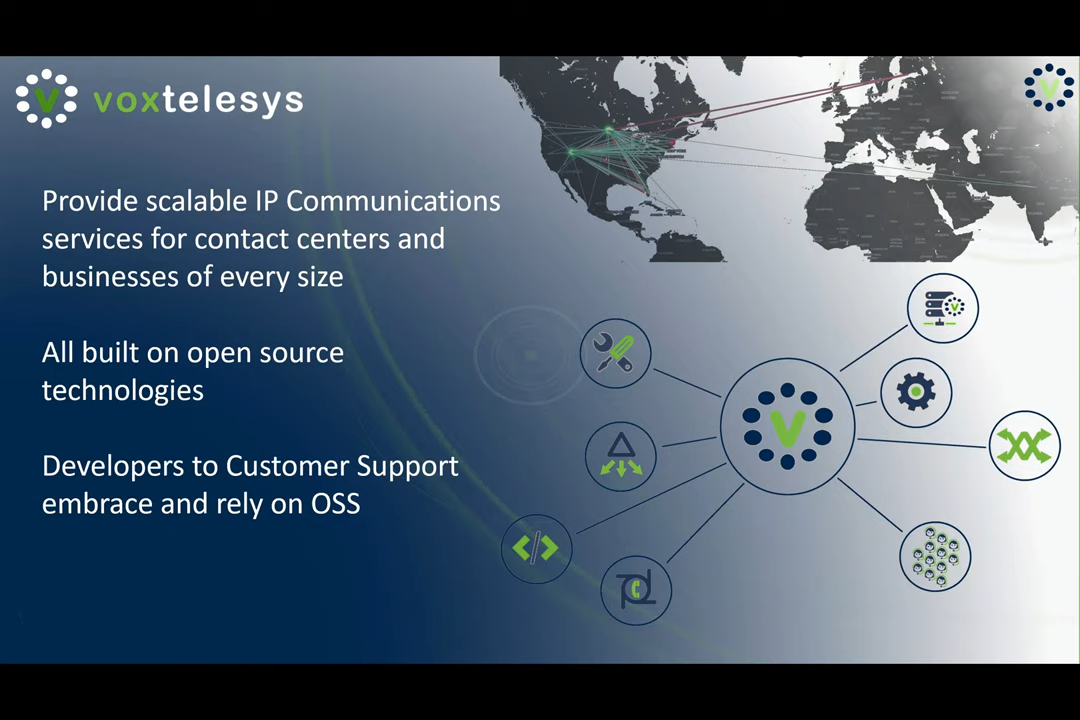 voxtelesys
Provide scalable IP Communications
services for contact centers and
businesses of every size
All built on open source
technologies
Developers to Customer Support
embrace and rely on OSS